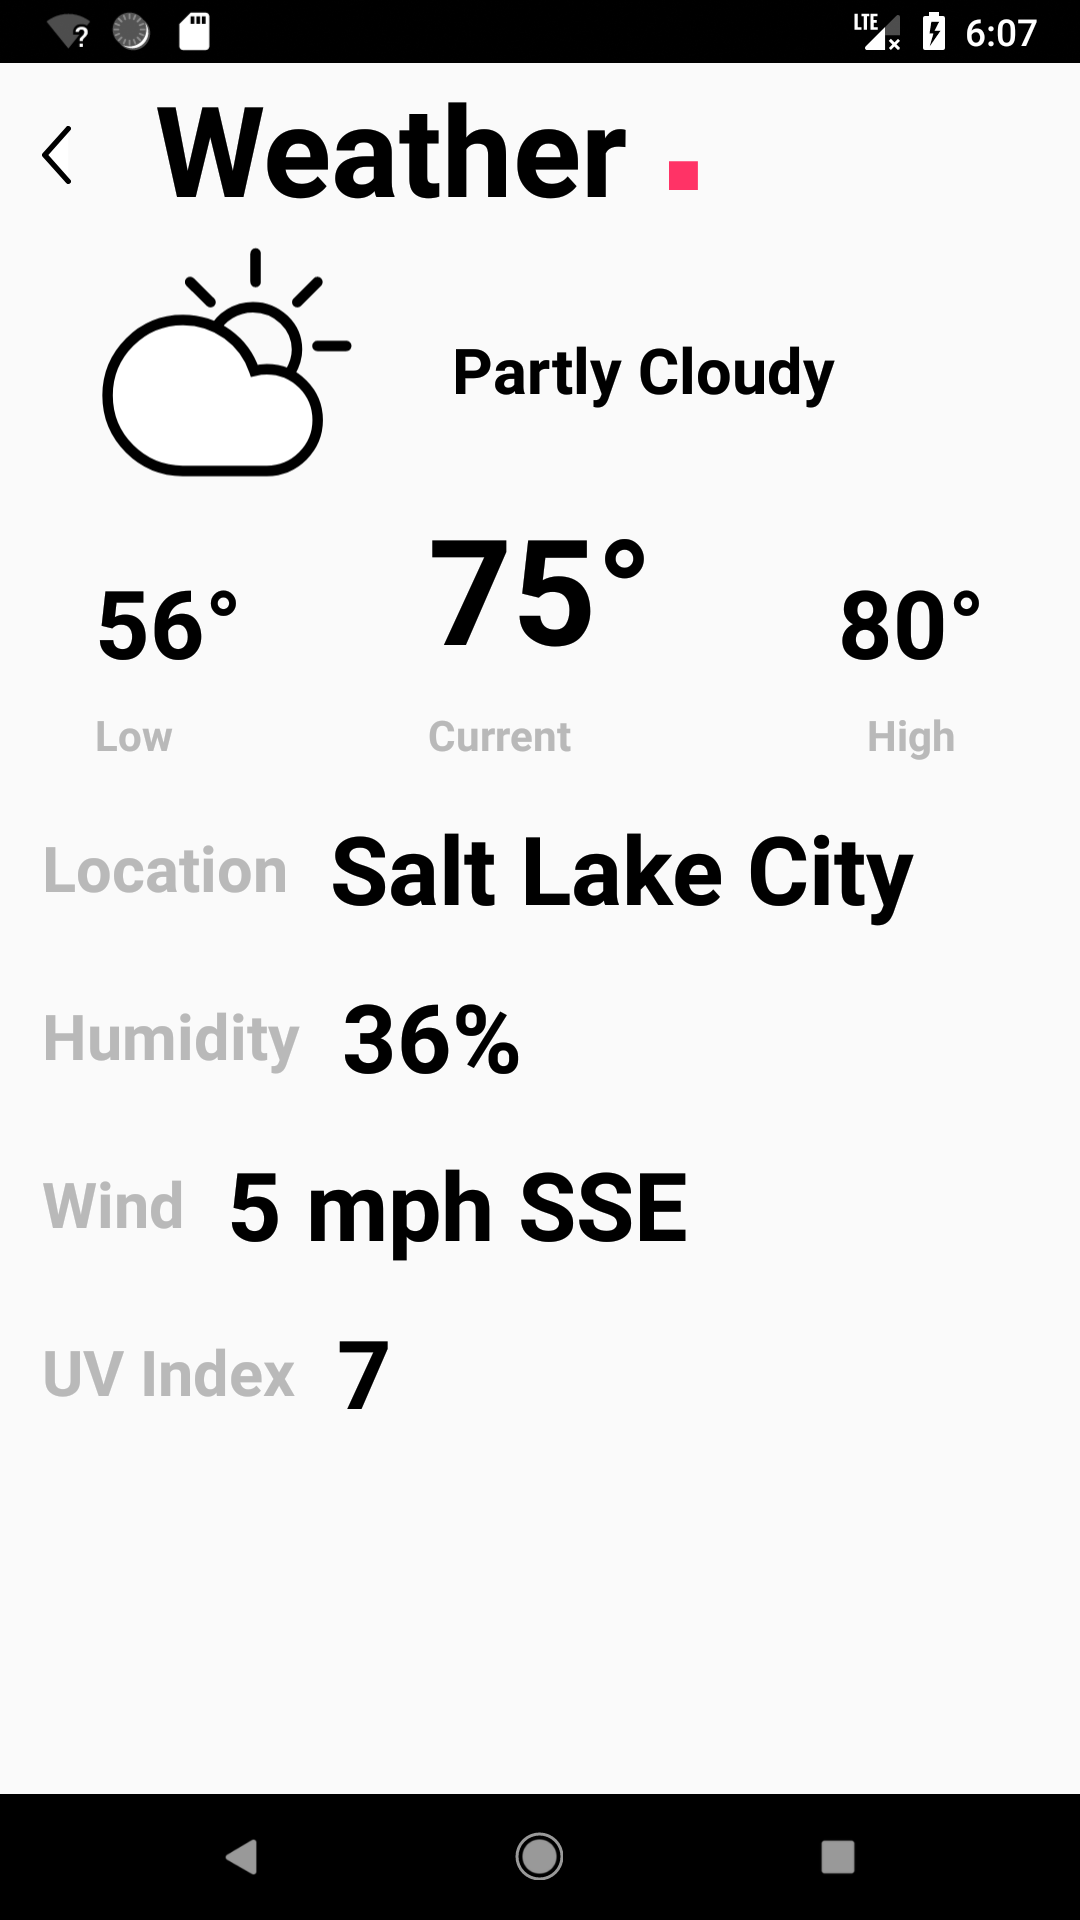 LTE 6:07
Weather
Partly Cloudy
56° 75° 80°
Low Current High
Location Salt Lake City
Humidity 36%
Wind 5 mph SSE
UV Index 7